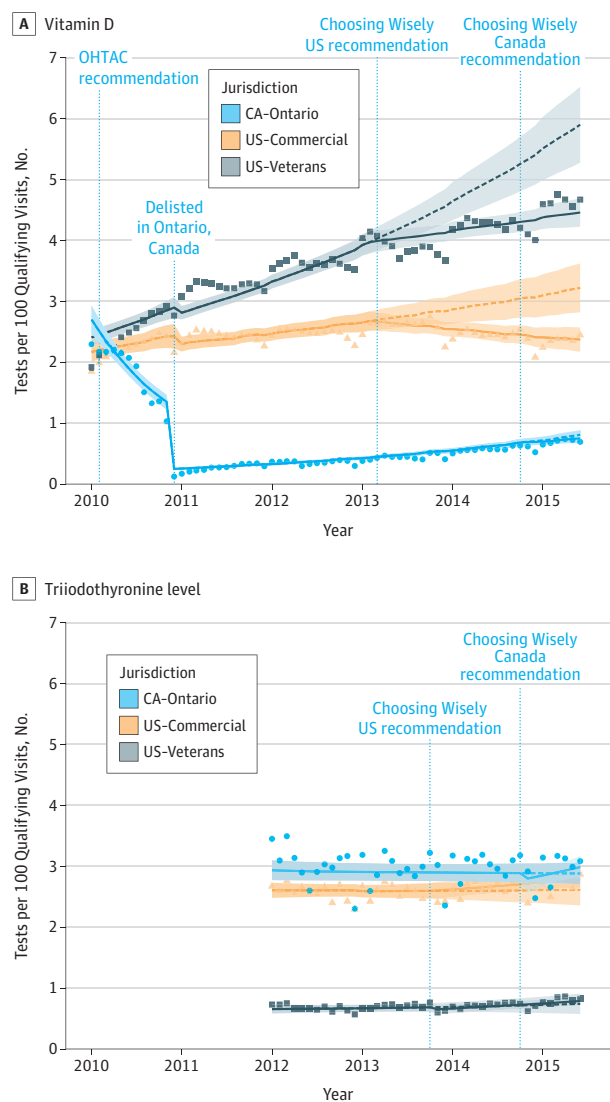 A Vitamin D
OHTAC
recommendation
Choosing Wisely
US recommendation
Choosing Wisely
Canada
recommendation
Jurisdiction
CA-Ontario
US-Commercial
US-Veterans
Delisted
in Ontario,
Canada
Tests per 100 Qualifying Visits, No.
7
6
5
4
3
2
1
0
2010 2011 2012 2013 2014 2015
Year
B Triiodothyronine level
Choosing Wisely
Canada
recommendation
Jurisdiction
CA-Ontario
US-Commercial
US-Veterans
Choosing Wisely
US recommendation
Tests per 100 Qualifying Visits, No.
7
6
5
4
3
2
1
0
2010 2011 2012 2013 2014 2015
Year